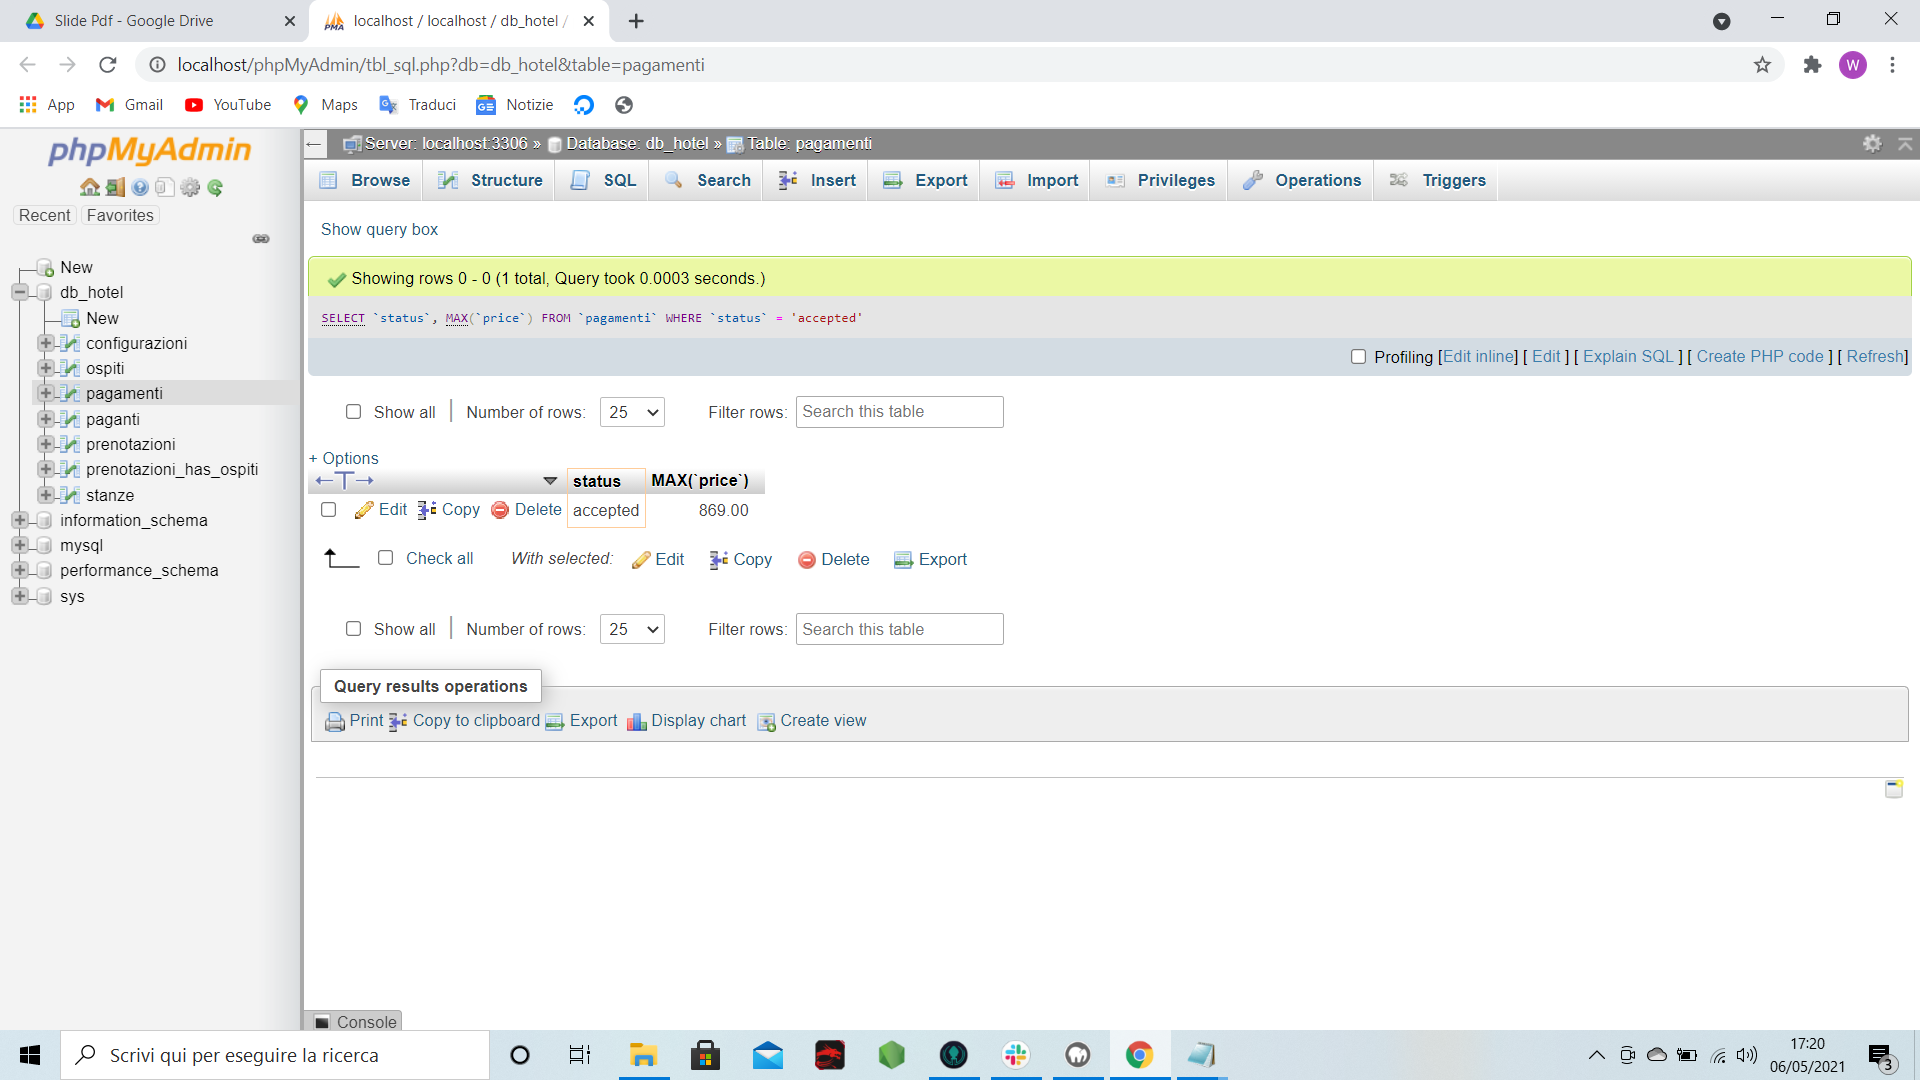 Slide Pdf - Google Drive
localhost / localhost / db_hotel /
localhost/phpMyAdmin/tbl_sql.php?db=db_hotel&table=pagamenti
W
App Gmail YouTube Maps Traduci Notizie
phpMyAdmin
Recent Favorites
New
db_hotel
New
configurazioni
ospiti
pagamenti
paganti
prenotazioni
prenotazioni_has_ospiti
stanze
information_schema
mysql
performance_schema
sys
Server: localhost:3306 » Database: db_hotel » Table: pagamenti
Browse Structure SQL Search Insert Export Import Privileges Operations Triggers
Show query box
Showing rows 0 - 0 (1 total, Query took 0.0003 seconds.)
SELECT `status`, MAX(`price`) FROM `pagamenti` WHERE `status` = 'accepted'
Profiling [Edit inline] [ Edit ] [ Explain SQL ] [ Create PHP code ] [ Refresh]
Show all Number of rows: 25 Filter rows: Search this table
+ Options
←T→ status MAX(`price`)
Edit Copy Delete accepted 869.00
Check all With selected: Edit Copy Delete Export
Show all Number of rows: 25 Filter rows: Search this table
Query results operations
Print Copy to clipboard Export Display chart Create view
Console
Scrivi qui per eseguire la ricerca
17:20
06/05/2021
3